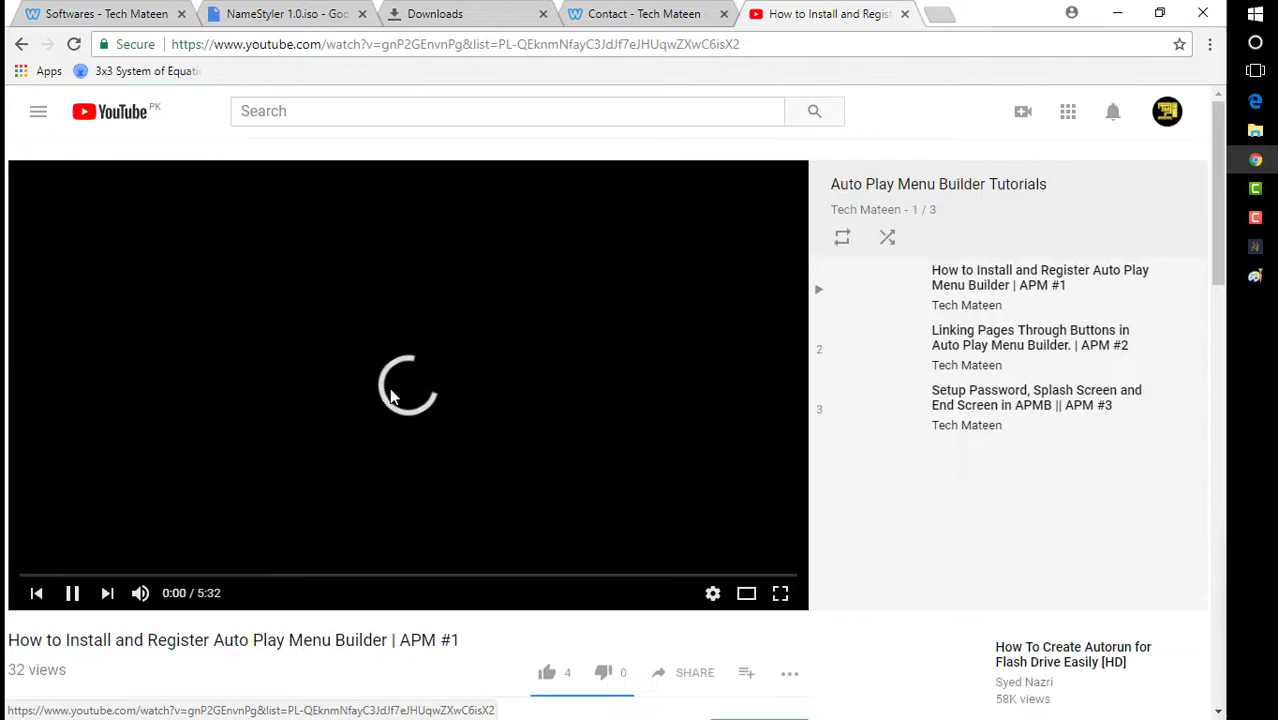 Softwares - Tech Mateen
NameStyler 1.0.iso - Goo
Downloads
Contact - Tech Mateen
How to Install and Regist
Secure
https://www.youtube.com/watch?v=gnP2GEnvnPg&list=PL-QEknmNfayC3JdJf7eJHUqwZXwC6isX2
Apps
3x3 System of Equati
YouTube PK
Search
Auto Play Menu Builder Tutorials
Tech Mateen - 1 / 3
How to Install and Register Auto Play
Menu Builder | APM #1
Tech Mateen
2
Linking Pages Through Buttons in
Auto Play Menu Builder. | APM #2
Tech Mateen
3
Setup Password, Splash Screen and
End Screen in APMB || APM #3
Tech Mateen
0:00 / 5:32
How to Install and Register Auto Play Menu Builder | APM #1
32 views
4
0
SHARE
How To Create Autorun for
Flash Drive Easily [HD]
Syed Nazri
58K views
https://www.youtube.com/watch?v=gnP2GEnvnPg&list=PL-QEknmNfayC3JdJf7eJHUqwZXwC6isX2